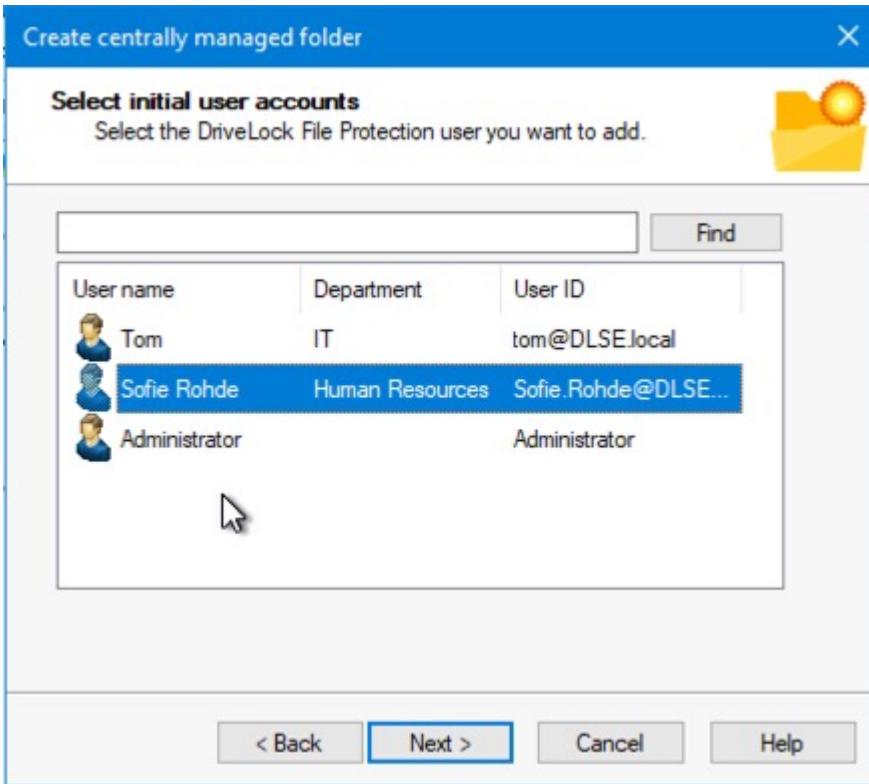 Create centrally managed folder
Select initial user accounts
Select the DriveLock File Protection user you want to add.
Find
User name Department User ID
Tom IT tom@DLSE.local
Sofie Rohde Human Resources Sofie.Rohde@DLSE...
Administrator Administrator
< Back Next > Cancel Help